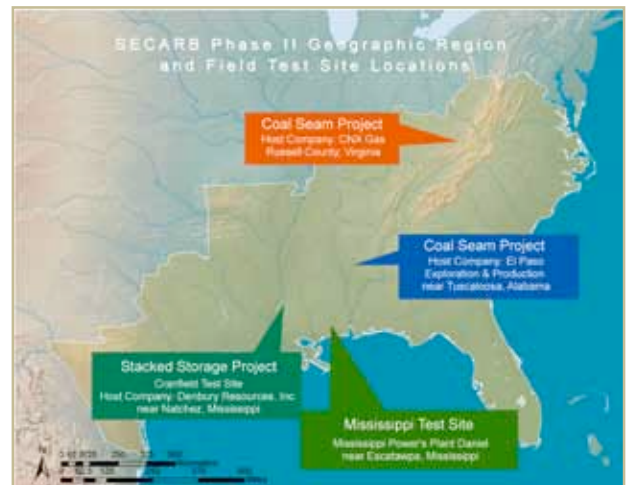 SECARB Phase II Geographic Region
and Field Test Site Locations
Coal Seam Project
Host Company: CNX Gas
Russell County, Virginia
Coal Seam Project
Host Company: El Paso
Exploration & Production
near Tuscaloosa, Alabama
Stacked Storage Project
Cranfield Test Site
Host Company: Denbury Resources, Inc
near Natchez, Mississippi
Mississippi Test Site
Mississippi Power's Plant Daniel
near Escatawpa, Mississippi